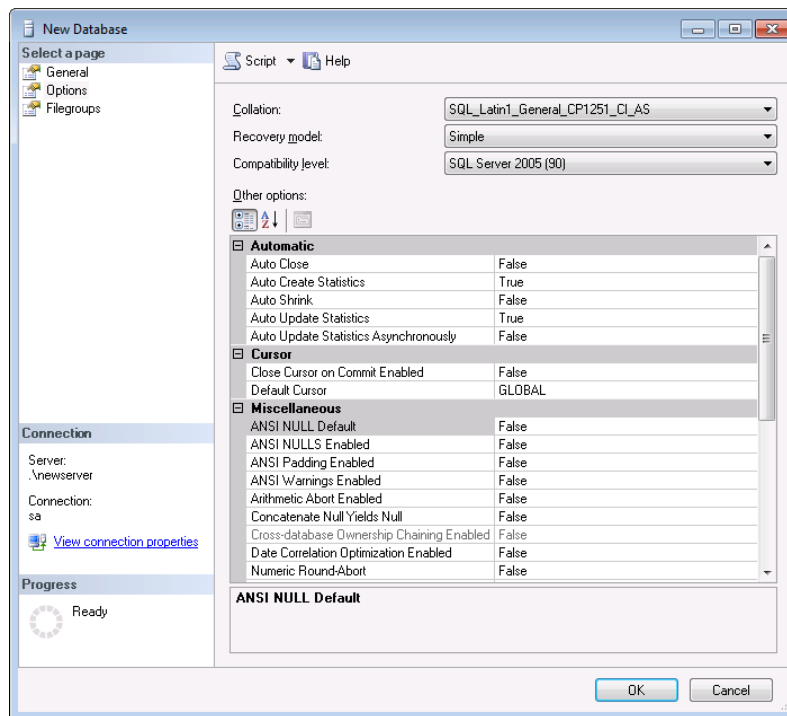 New Database
Select a page
General
Options
Filegroups
Script
Help
Collation: SQL_Latin1_General_CP1251_CI_AS
Recovery model: Simple
Compatibility level: SQL Server 2005 (90)
Other options:
Automatic
Auto Close False
Auto Create Statistics True
Auto Shrink False
Auto Update Statistics True
Auto Update Statistics Asynchronously False
Cursor
Close Cursor on Commit Enabled False
Default Cursor GLOBAL
Miscellaneous
ANSI NULL Default False
ANSI NULLS Enabled False
ANSI Padding Enabled False
ANSI Warnings Enabled False
Arithmetic Abort Enabled False
Concatenate Null Yields Null False
Cross-database Ownership Chaining Enabled False
Date Correlation Optimization Enabled False
Numeric Round-Abort False
ANSI NULL Default
Connection
Server:
.\newserver
Connection:
sa
View connection properties
Progress
Ready
OK Cancel